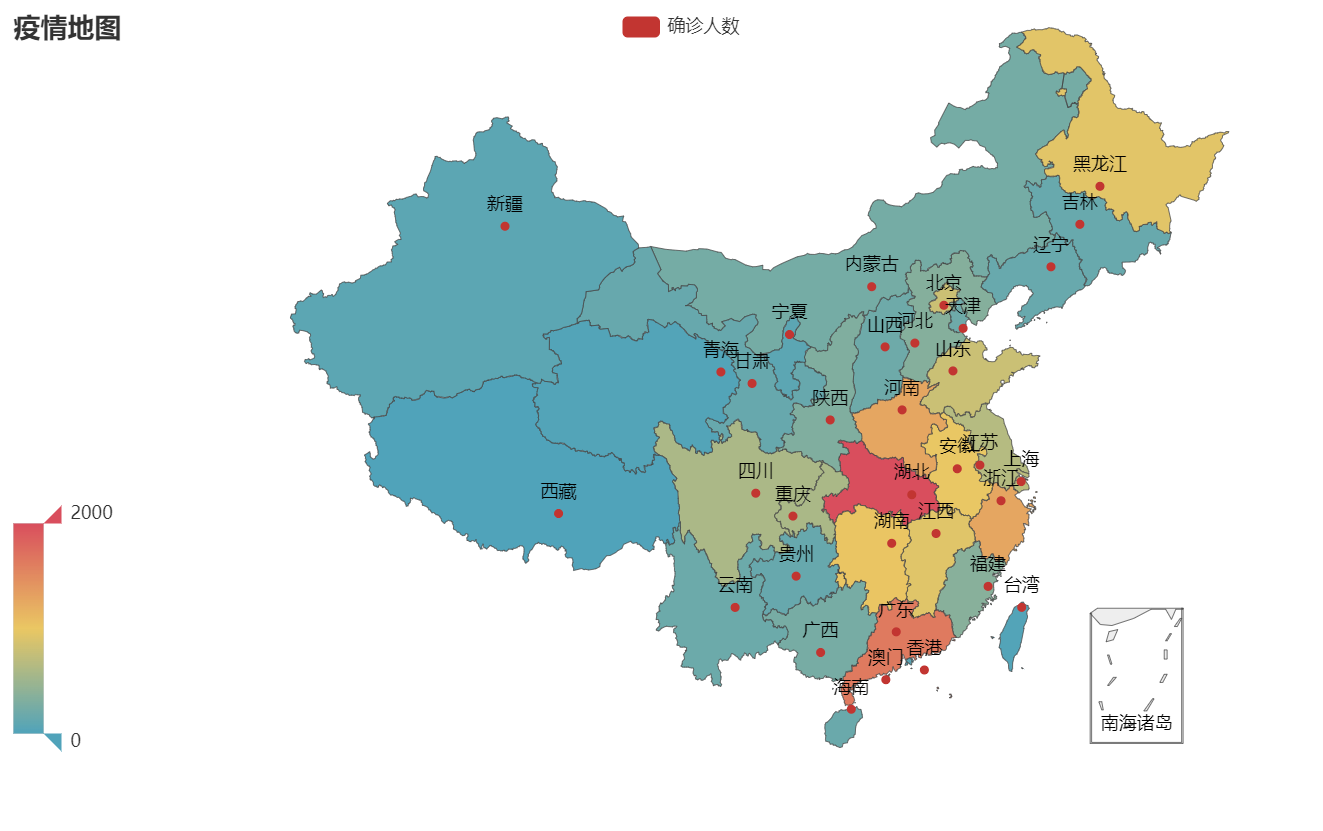 疫情地图
确诊人数
黑龙江
吉林
新疆
辽宁
内蒙古
北京
天津
宁夏
山西
河北
青海
甘肃
山东
陕西
河南
安徽
江苏
上海
四川
湖北
浙江
西藏
重庆
2000
湖南
江西
贵州
福建
云南
台湾
广东
广西
香港
澳门
海南
南海诸岛
0